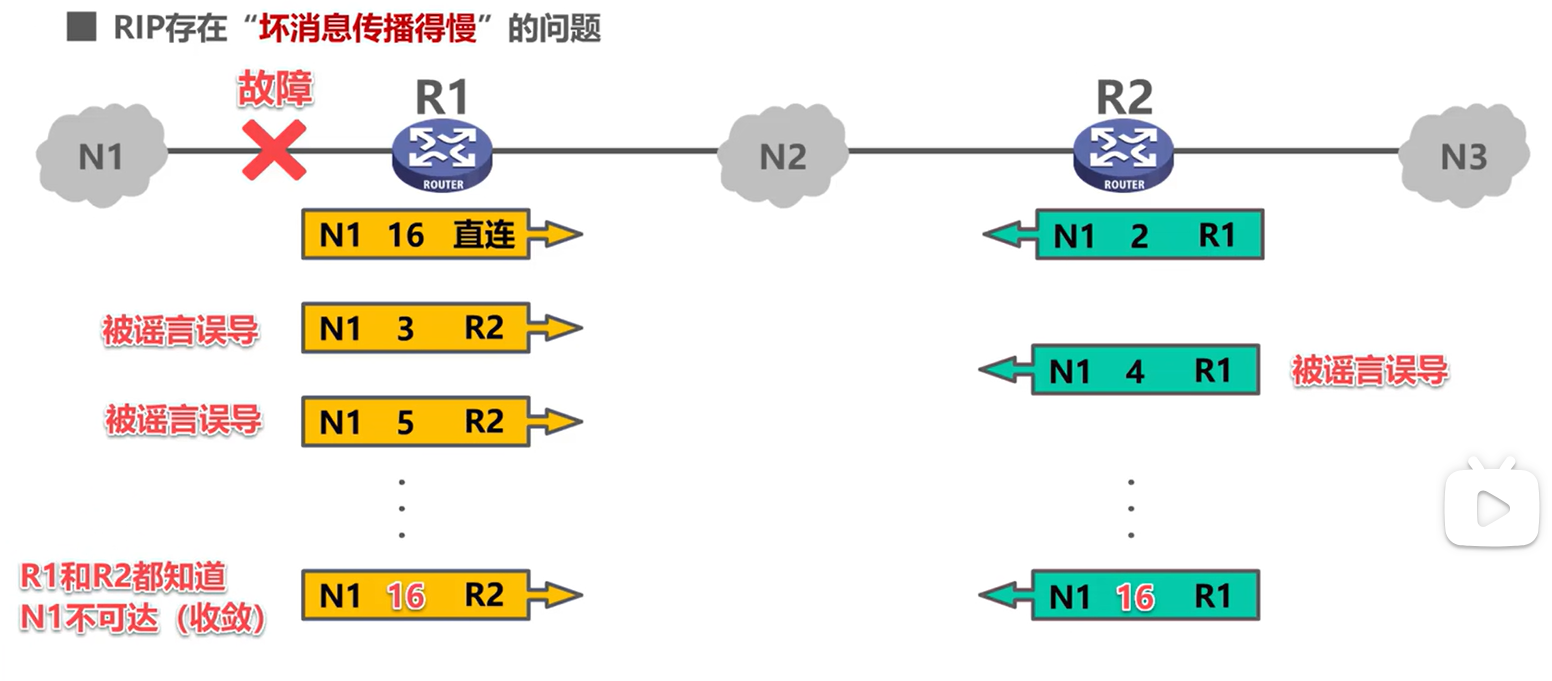 RIP存在“坏消息传播得慢”的问题
故障
R1
R2
N1
N2
N3
ROUTER
ROUTER
N1 16 直连
N1 2 R1
被谣言误导
N1 3 R2
N1 4 R1
被谣言误导
被谣言误导
N1 5 R2
R1和R2都知道
N1不可达（收敛）
N1 16 R2
N1 16 R1